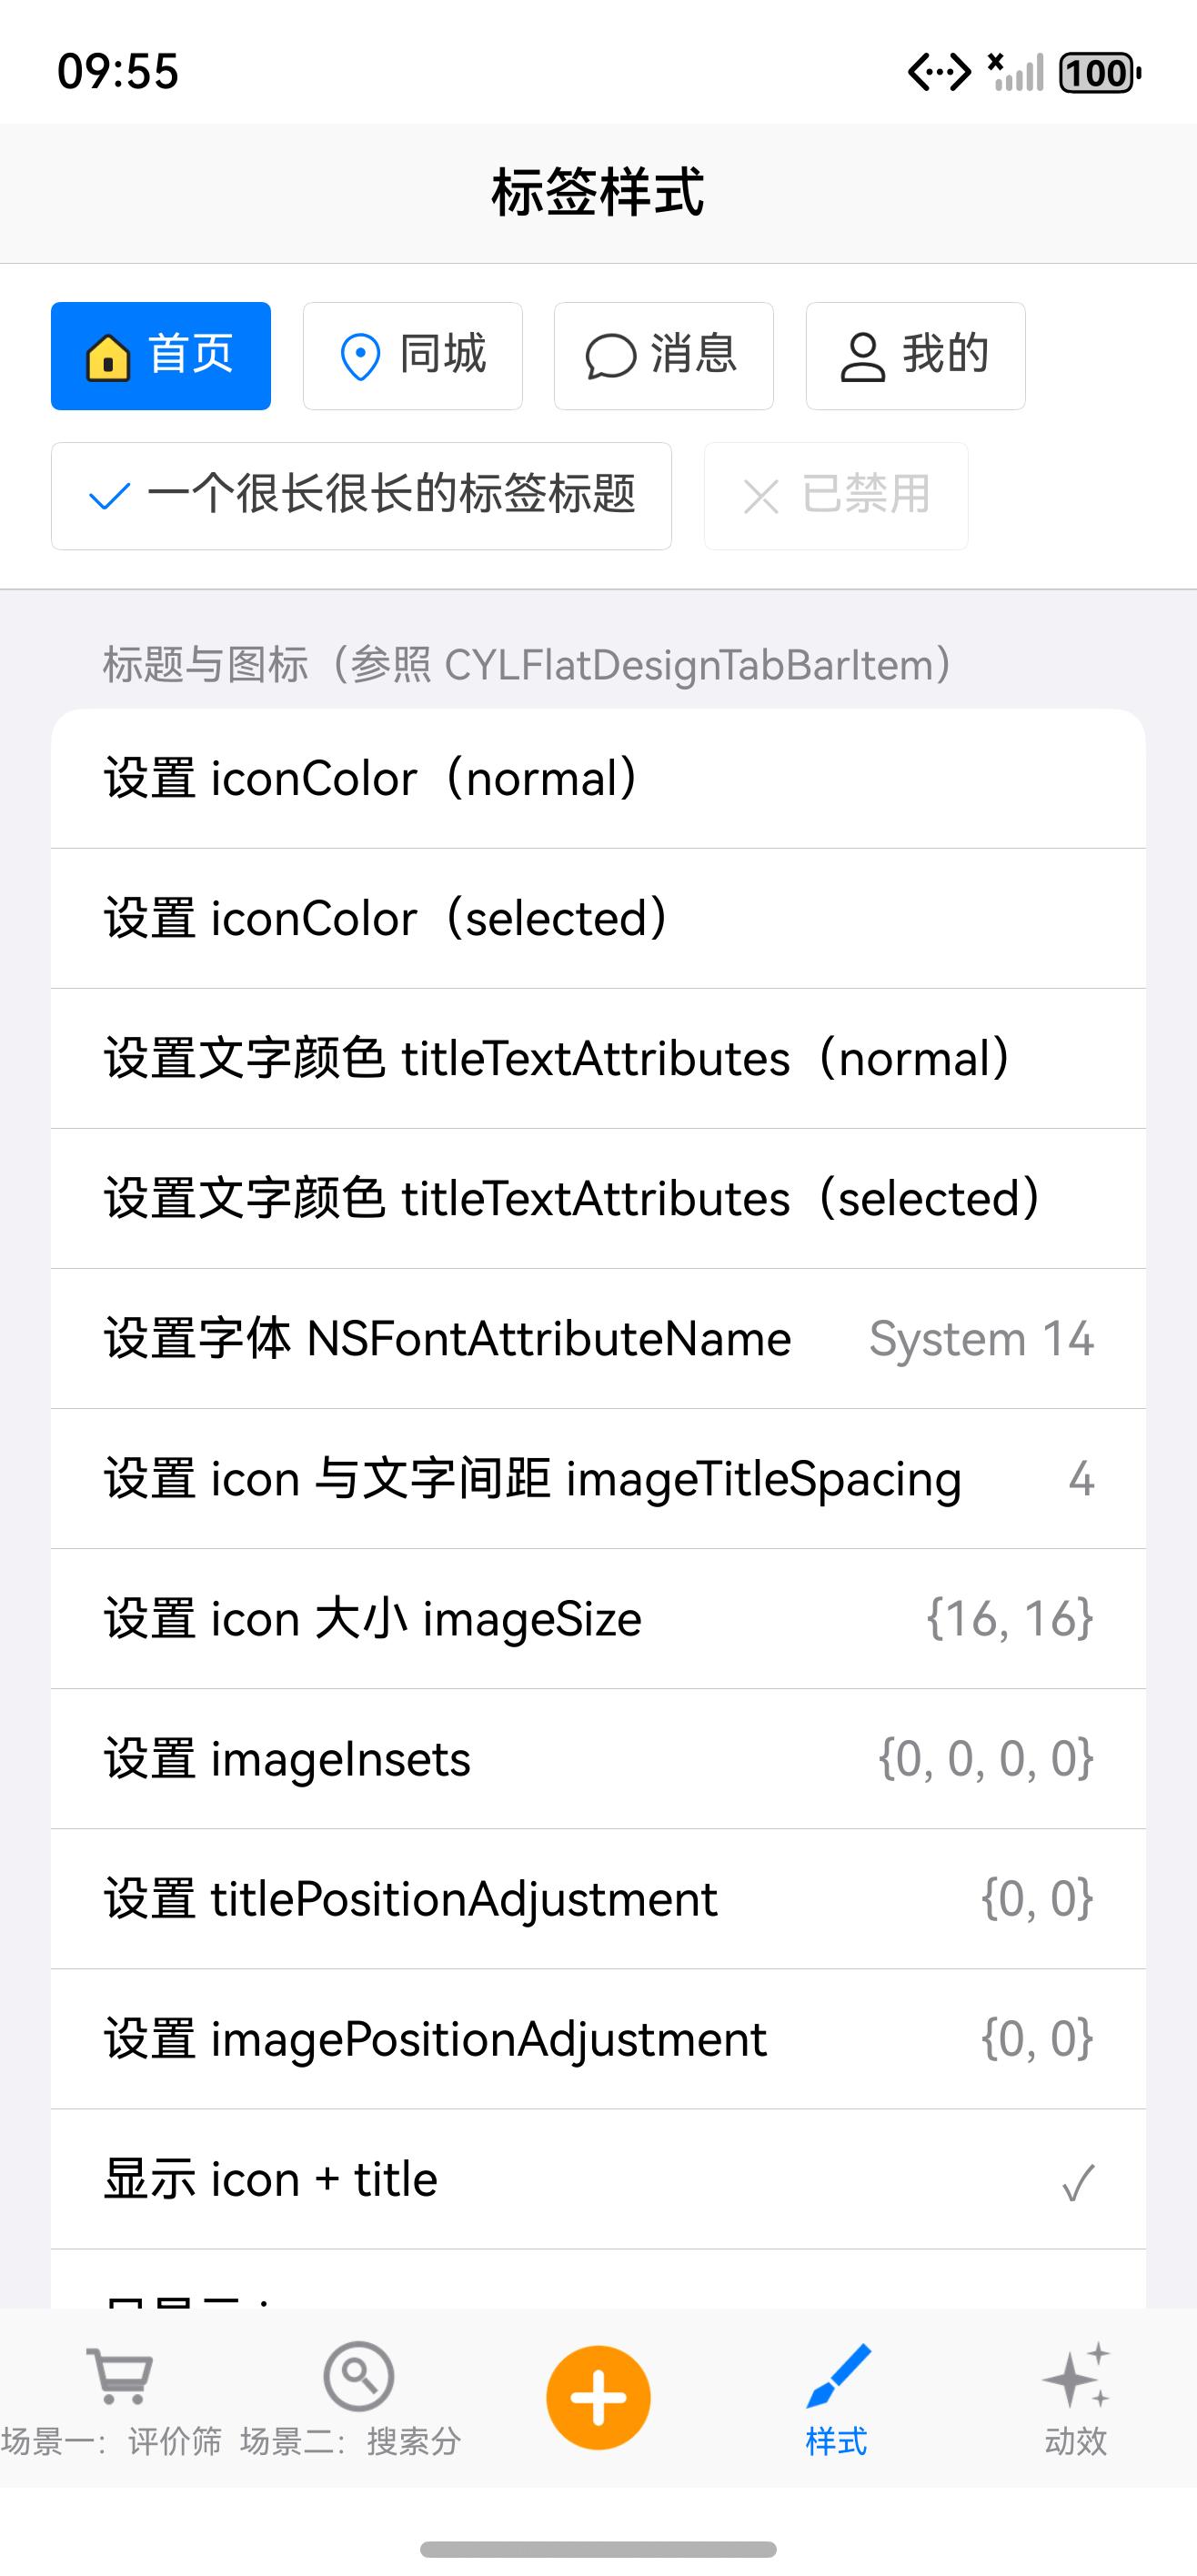 09:55
100
标签样式
首页 同城 消息 我的
一个很长很长的标签标题 已禁用
标题与图标（参照 CYLFlatDesignTabBarItem）
设置 iconColor（normal）
设置 iconColor（selected）
设置文字颜色 titleTextAttributes（normal）
设置文字颜色 titleTextAttributes（selected）
设置字体 NSFontAttributeName System 14
设置 icon 与文字间距 imageTitleSpacing 4
设置 icon 大小 imageSize {16, 16}
设置 imageInsets {0, 0, 0, 0}
设置 titlePositionAdjustment {0, 0}
设置 imagePositionAdjustment {0, 0}
显示 icon + title ✓
场景一：评价筛 场景二：搜索分 样式 动效